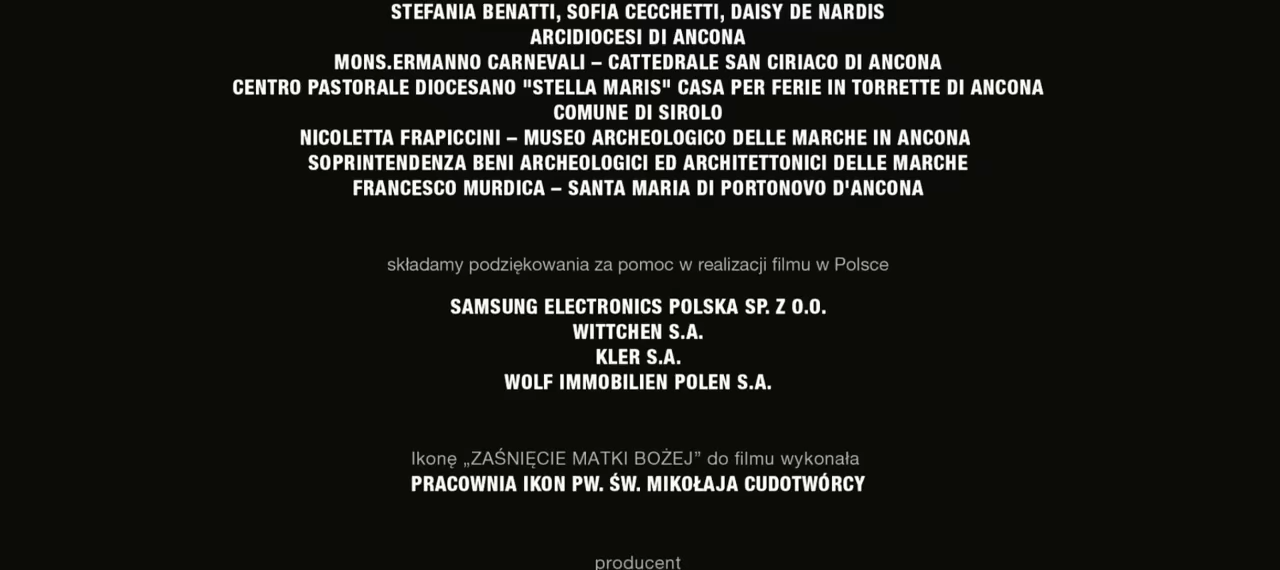 STEFANIA BENATTI, SOFIA CECCHETTI, DAISY DE NARDIS
ARCIDIOCESI DI ANCONA
MONS.ERMANNO CARNEVALI – CATTEDRALE SAN CIRIACO DI ANCONA
CENTRO PASTORALE DIOCESANO "STELLA MARIS" CASA PER FERIE IN TORRETTE DI ANCONA
COMUNE DI SIROLO
NICOLETTA FRAPICCINI – MUSEO ARCHEOLOGICO DELLE MARCHE IN ANCONA
SOPRINTENDENZA BENI ARCHEOLOGICI ED ARCHITETTONICI DELLE MARCHE
FRANCESCO MURDICA – SANTA MARIA DI PORTONOVO D'ANCONA
składamy podziękowania za pomoc w realizacji filmu w Polsce
SAMSUNG ELECTRONICS POLSKA SP. Z O.O.
WITTCHEN S.A.
KLER S.A.
WOLF IMMOBILIEN POLEN S.A.
Ikonę „ZAŚNIĘCIE MATKI BOŻEJ” do filmu wykonała
PRACOWNIA IKON PW. ŚW. MIKOŁAJA CUDOTWÓRCY
producent